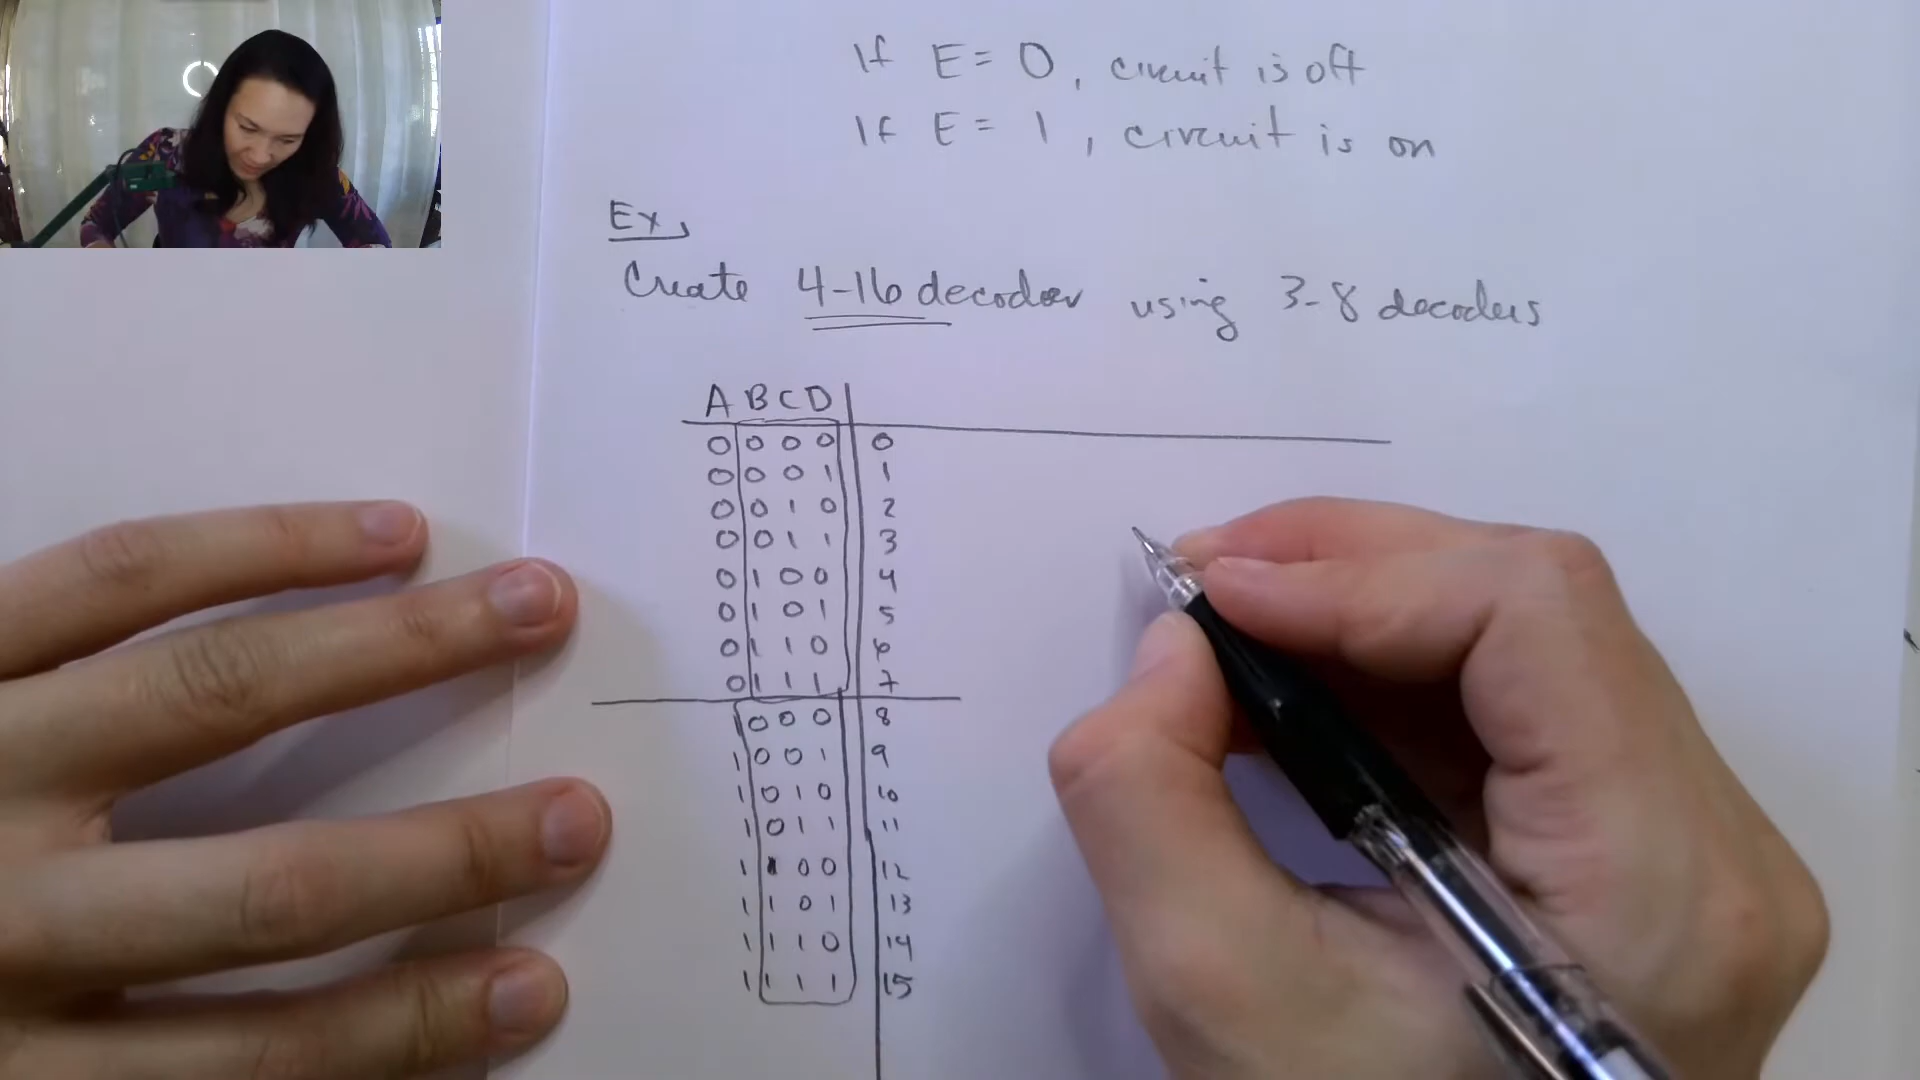 If E = 0, circuit is off
If E = 1, circuit is on
Ex,
Create 4-16 decoder using 3-8 decoders
A B C D
0 0 0 0 0
0 0 0 1 1
0 0 1 0 2
0 0 1 1 3
0 1 0 0 4
0 1 0 1 5
0 1 1 0 6
0 1 1 1 7
1 0 0 0 8
1 0 0 1 9
1 0 1 0 10
1 0 1 1 11
1 1 0 0 12
1 1 0 1 13
1 1 1 0 14
1 1 1 1 15